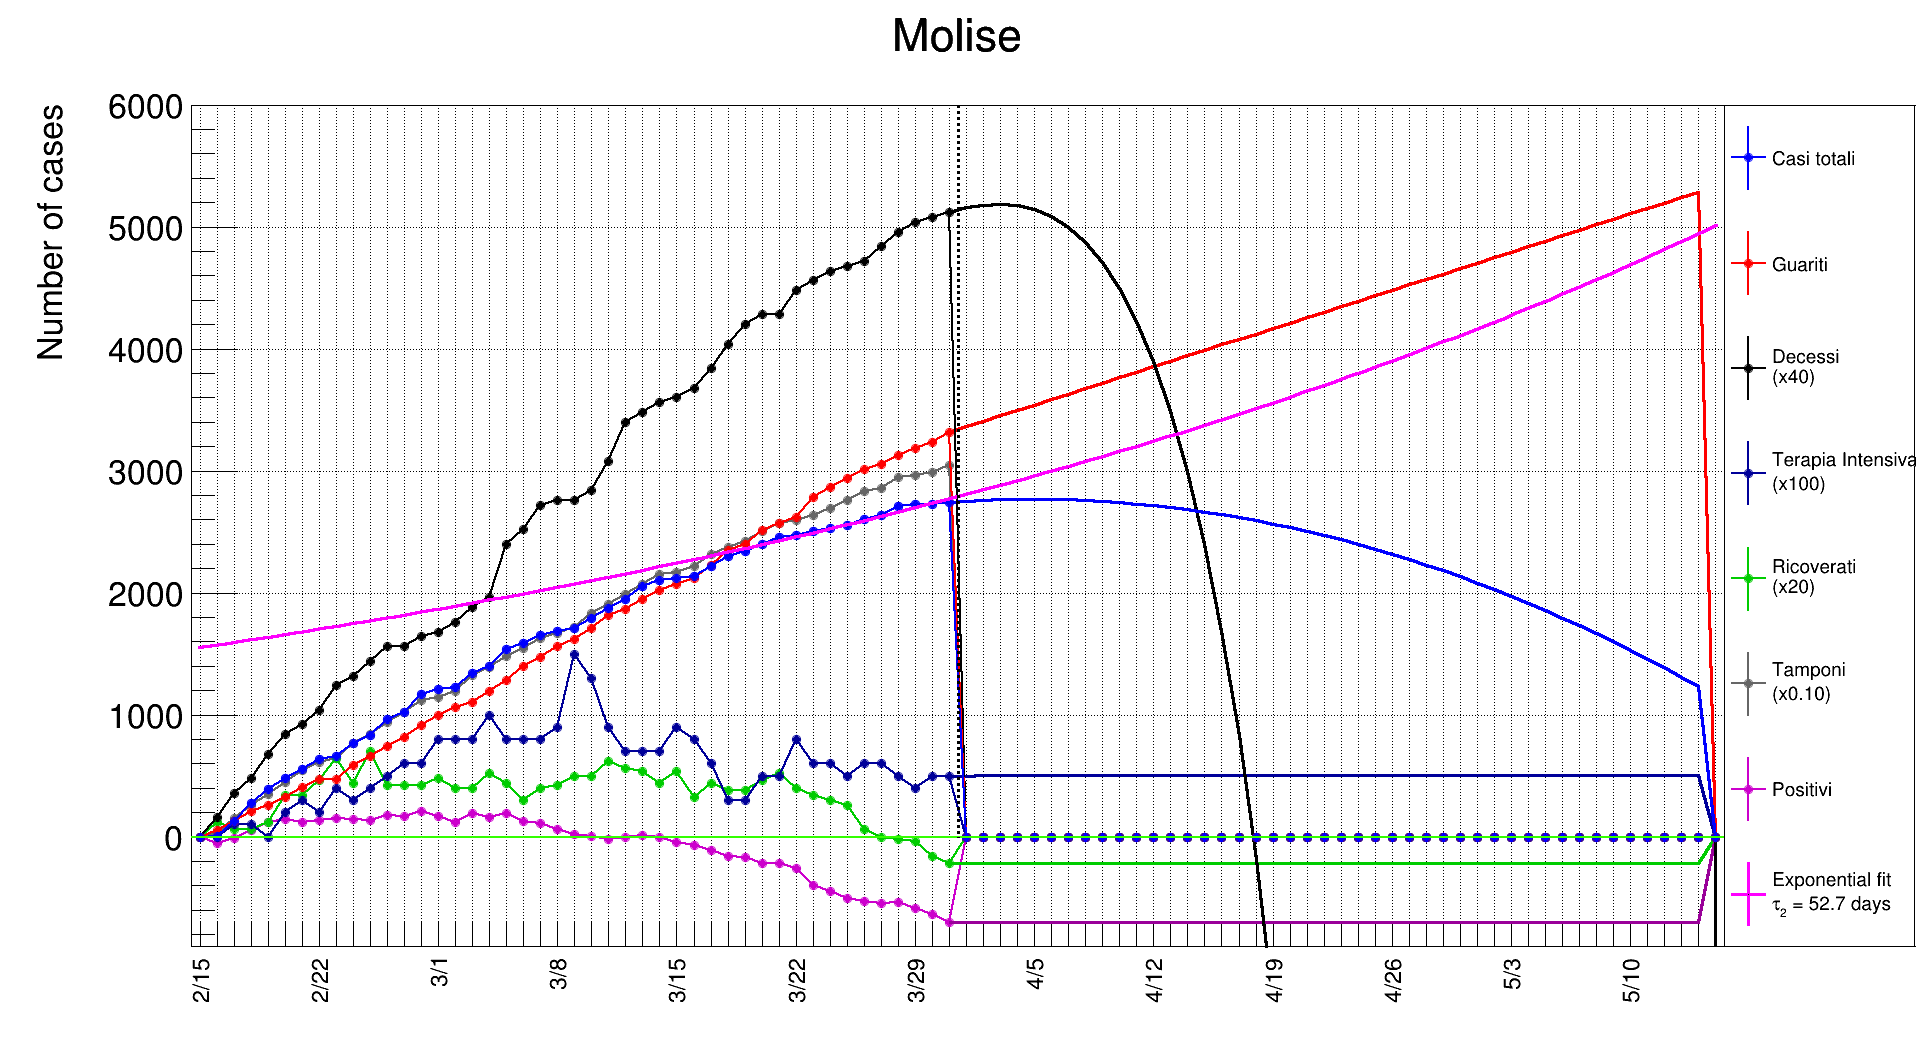 Molise
Number of cases
6000
5000
4000
3000
2000
1000
0
2/15
2/22
3/1
3/8
3/15
3/22
3/29
4/5
4/12
4/19
4/26
5/3
5/10
Casi totali
Guariti
Decessi
(x40)
Terapia Intensiva
(x100)
Ricoverati
(x20)
Tamponi
(x0.10)
Positivi
Exponential fit
τ2 = 52.7 days